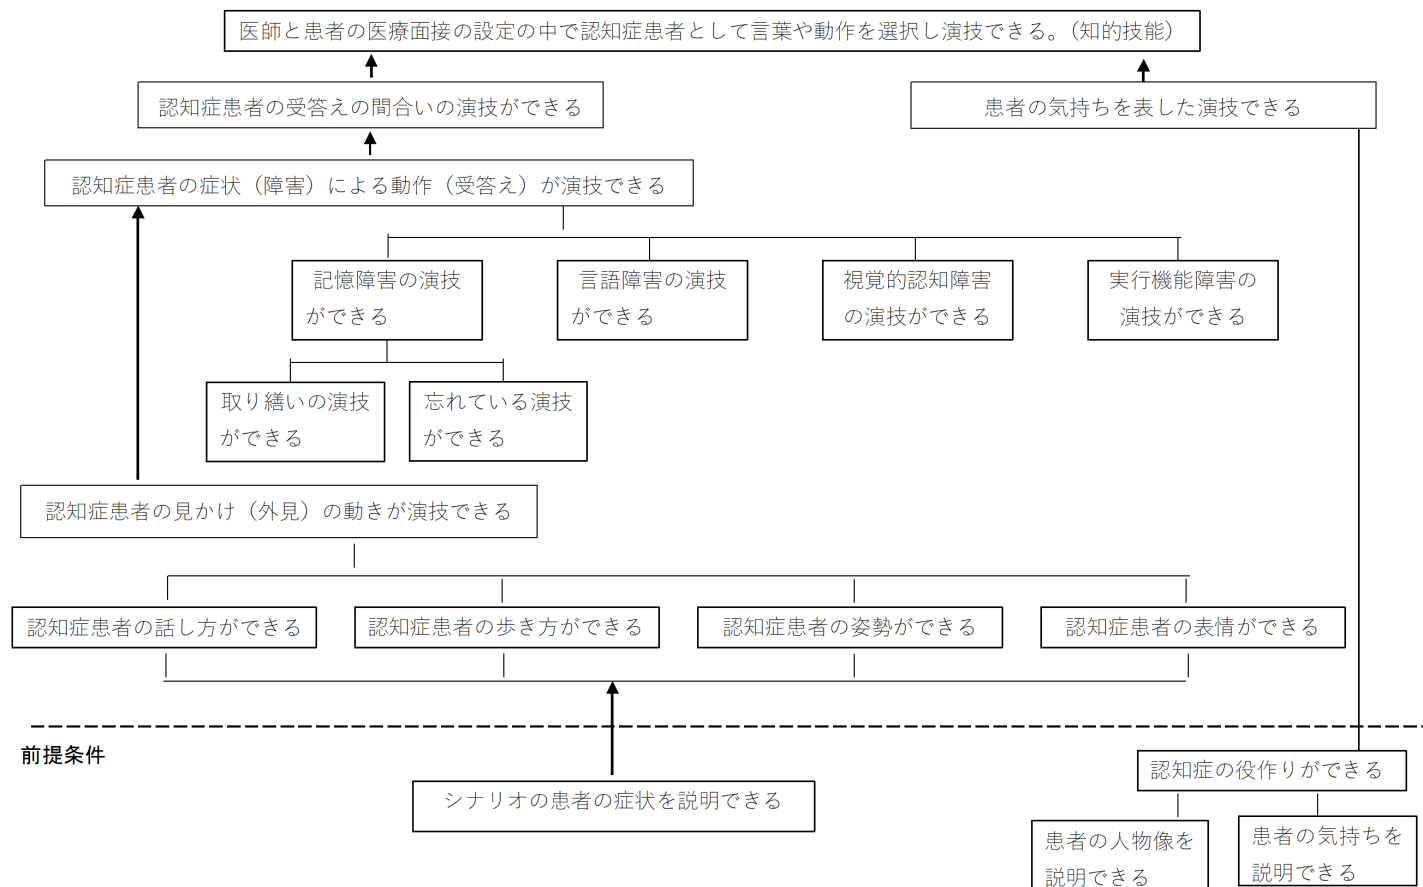 医師と患者の医療面接の設定の中で認知症患者として言葉や動作を選択し演技できる。（知的技能）
認知症患者の受答えの間合いの演技ができる
患者の気持ちを表した演技できる
認知症患者の症状（障害）による動作（受答え）が演技できる
記憶障害の演技
ができる
言語障害の演技
ができる
視覚的認知障害
の演技ができる
実行機能障害の
演技ができる
取り繕いの演技
ができる
忘れている演技
ができる
認知症患者の見かけ（外見）の動きが演技できる
認知症患者の話し方ができる
認知症患者の歩き方ができる
認知症患者の姿勢ができる
認知症患者の表情ができる
前提条件
シナリオの患者の症状を説明できる
認知症の役作りができる
患者の人物像を
説明できる
患者の気持ちを
説明できる